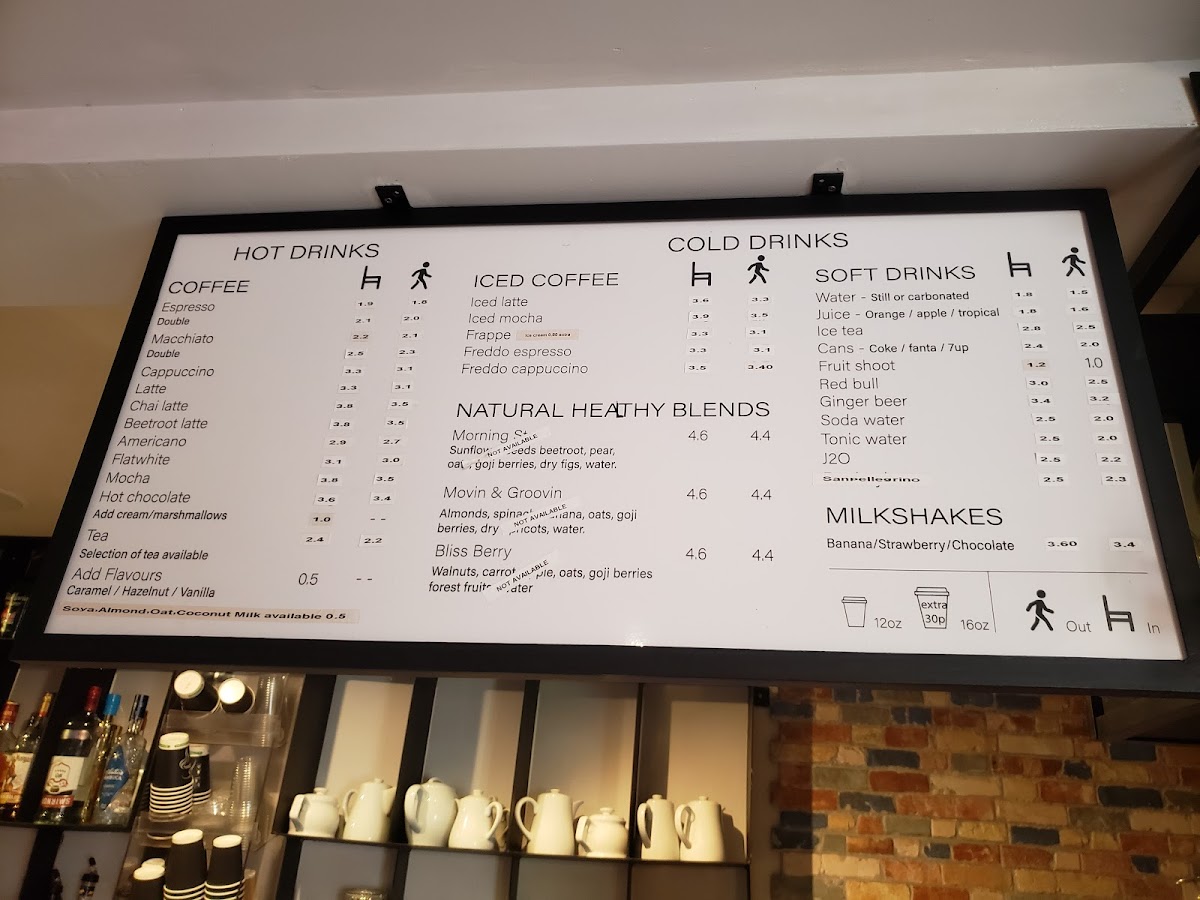 HOT DRINKS
COFFEE
Espresso 1.9 1.8
Double 2.1 2.0
Macchiato 2.2 2.1
Double 2.5 2.3
Cappuccino 3.3 3.1
Latte 3.3 3.1
Chai latte 3.8 3.5
Beetroot latte 3.8 3.5
Americano 2.9 2.7
Flatwhite 3.1 3.0
Mocha 3.8 3.5
Hot chocolate 3.6 3.4
Add cream/marshmallows 1.0 --
Tea 2.4 2.2
Selection of tea available
Add Flavours 0.5 --
Caramel / Hazelnut / Vanilla
Soya.Almond.Oat.Coconut Milk available 0.5
COLD DRINKS
ICED COFFEE
Iced latte 3.6 3.3
Iced mocha 3.9 3.5
Frappe 3.3 3.1
Freddo espresso 3.3 3.1
Freddo cappuccino 3.5 3.40
NATURAL HEALTHY BLENDS
Morning 4.6 4.4
NOT AVAILABLE
beetroot, pear,
goji berries, dry figs, water.
Movin & Groovin 4.6 4.4
Almonds, oats, goji
NOT AVAILABLE
berries, dry water.
Bliss Berry 4.6 4.4
Walnuts, oats, goji berries
NOT AVAILABLE
forest
SOFT DRINKS
Water - Still or carbonated 1.8 1.5
Juice - Orange / apple / tropical 1.8 1.6
Ice tea 2.8 2.5
Cans - Coke / fanta / 7up 2.4 2.0
Fruit shoot 1.2 1.0
Red bull 3.0 2.5
Ginger beer 3.4 3.2
Soda water 2.5 2.0
Tonic water 2.5 2.0
J2O 2.5 2.2
Sanpellegrino 2.5 2.3
MILKSHAKES
Banana/Strawberry/Chocolate 3.60 3.4
12oz extra 30p 16oz Out In